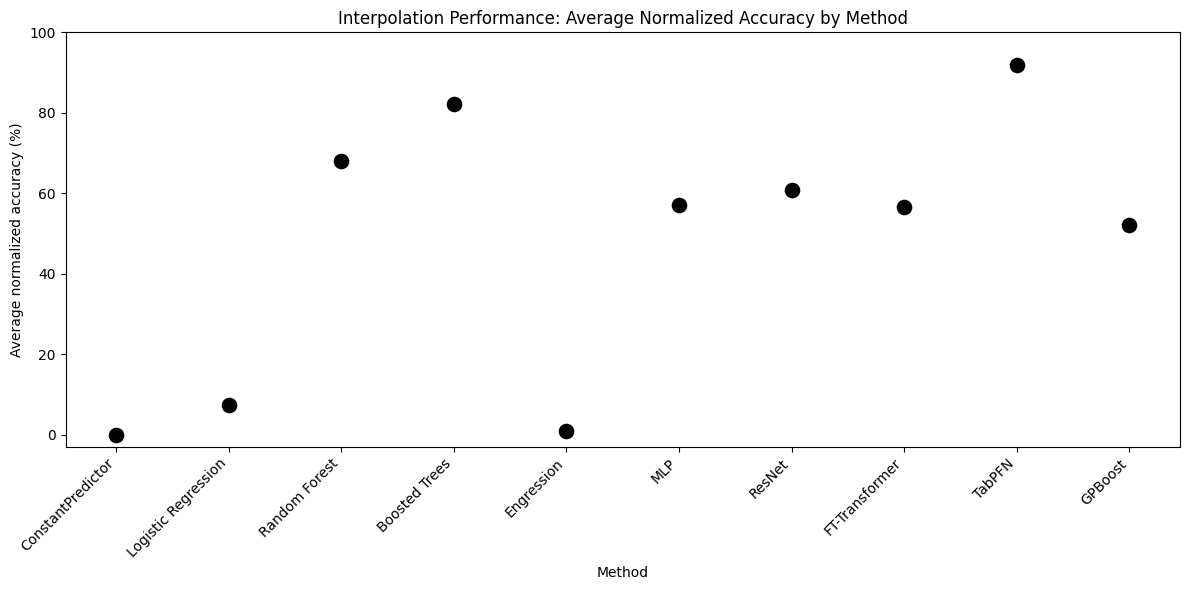 Interpolation Performance: Average Normalized Accuracy by Method
Average normalized accuracy (%)
100
80
60
40
20
0
ConstantPredictor
Logistic Regression
Random Forest
Boosted Trees
Engression
MLP
ResNet
FT-Transformer
TabPFN
GPBoost
Method